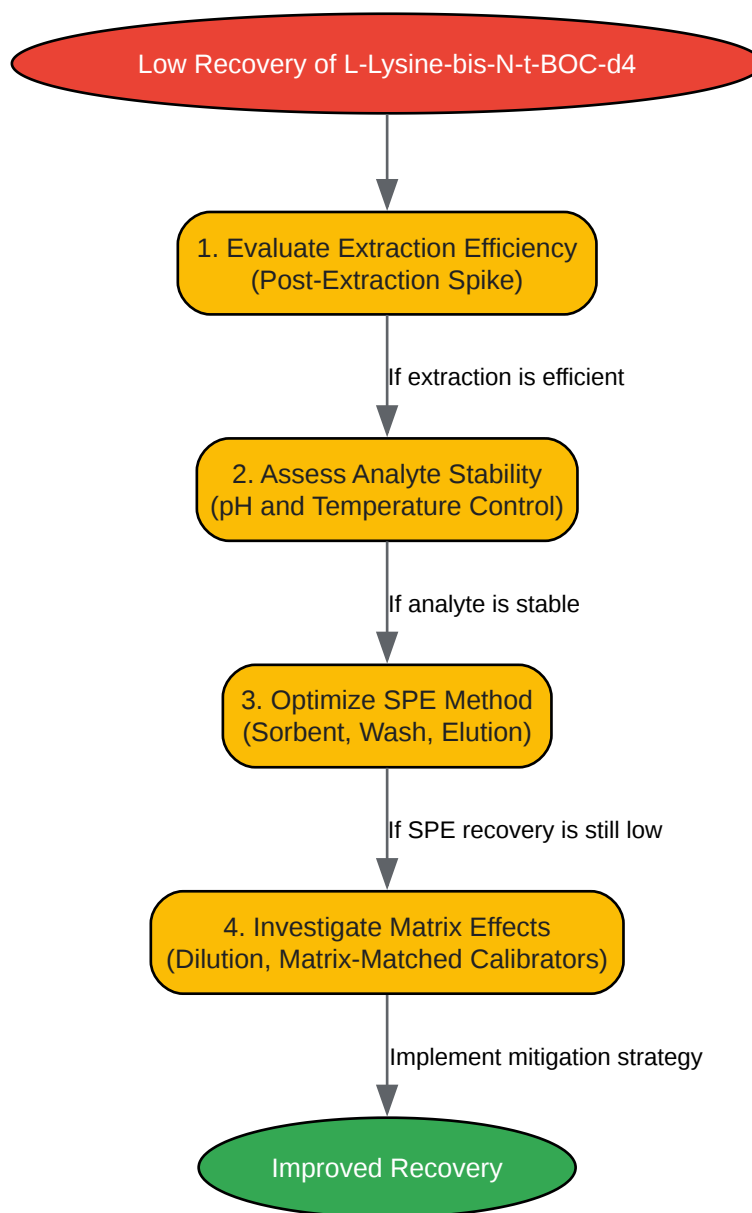 Low Recovery of L-Lysine-bis-N-t-BOC-d4
1. Evaluate Extraction Efficiency
(Post-Extraction Spike)
If extraction is efficient
2. Assess Analyte Stability
(pH and Temperature Control)
If analyte is stable
3. Optimize SPE Method
(Sorbent, Wash, Elution)
If SPE recovery is still low
4. Investigate Matrix Effects
(Dilution, Matrix-Matched Calibrators)
Implement mitigation strategy
Improved Recovery